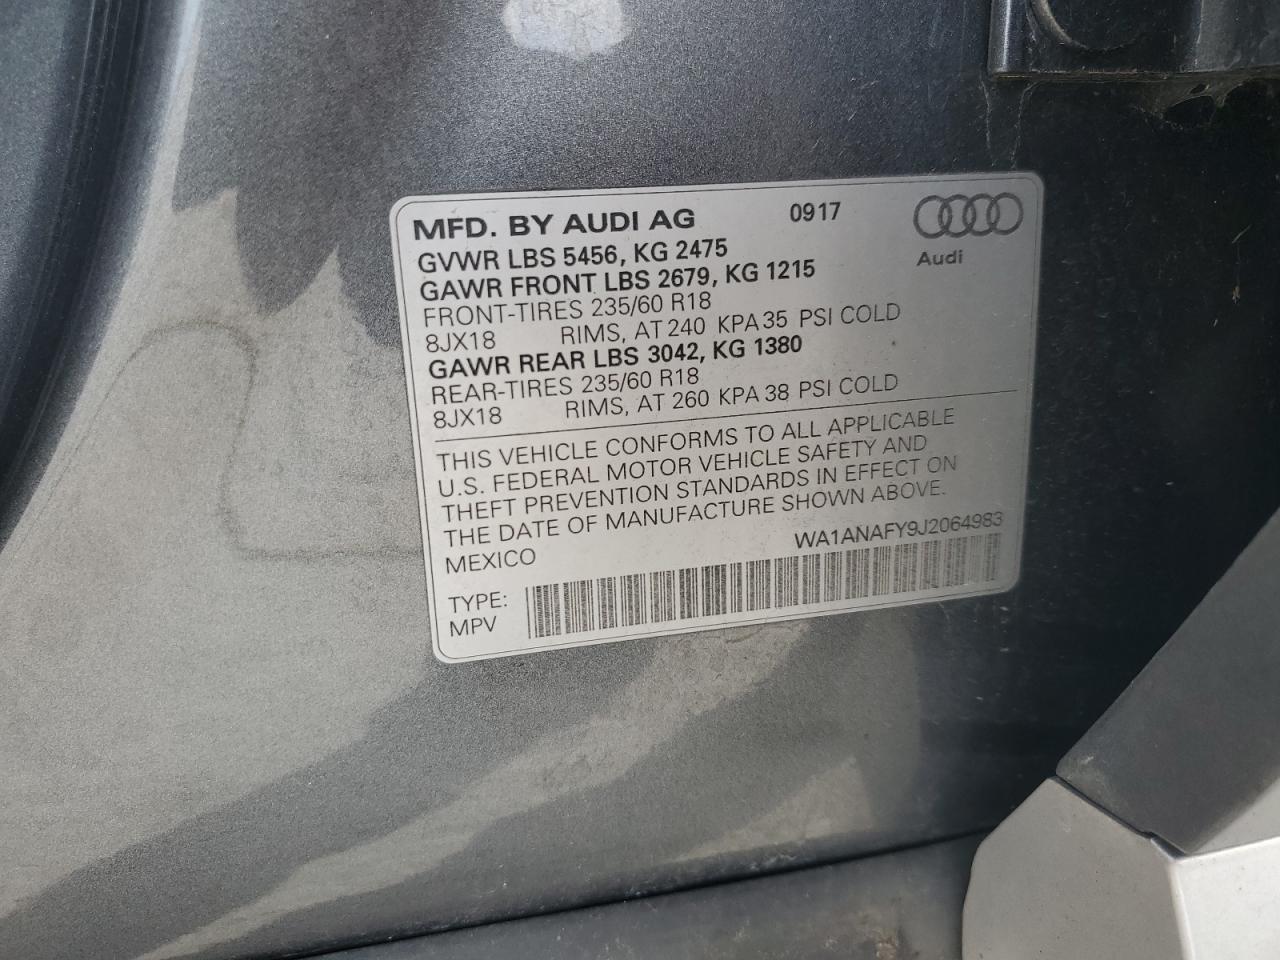 MFD. BY AUDI AG 0917
Audi
GVWR LBS 5456, KG 2475
GAWR FRONT LBS 2679, KG 1215
FRONT-TIRES 235/60 R18
8JX18 RIMS, AT 240 KPA 35 PSI COLD
GAWR REAR LBS 3042, KG 1380
REAR-TIRES 235/60 R18
8JX18 RIMS, AT 260 KPA 38 PSI COLD
THIS VEHICLE CONFORMS TO ALL APPLICABLE
U.S. FEDERAL MOTOR VEHICLE SAFETY AND
THEFT PREVENTION STANDARDS IN EFFECT ON
THE DATE OF MANUFACTURE SHOWN ABOVE.
MEXICO WA1ANAFY9J2064983
TYPE:
MPV